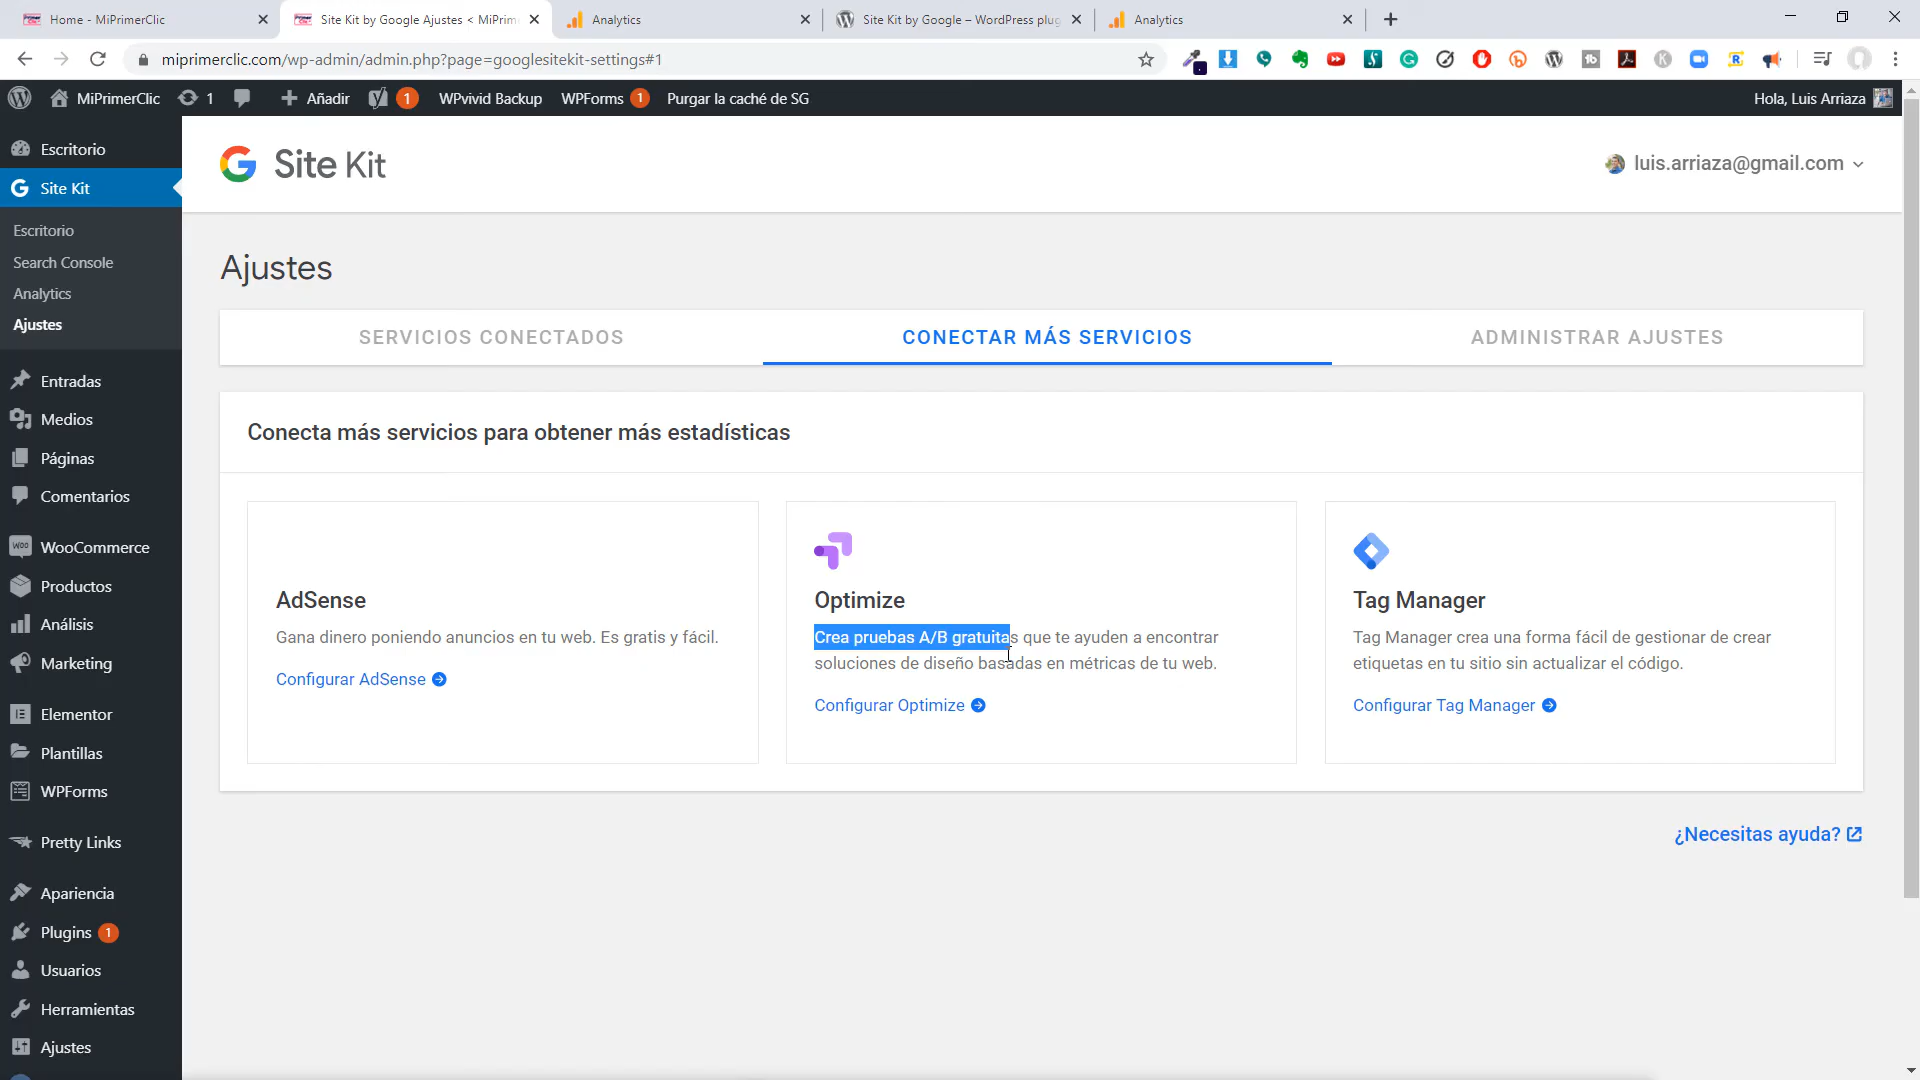 Home - MiPrimerClic
Site Kit by Google Ajustes < MiPrim
Analytics
Site Kit by Google – WordPress plug
Analytics
miprimerclic.com/wp-admin/admin.php?page=googlesitekit-settings#1
MiPrimerClic
1
Añadir
1
WPvivid Backup
WPForms 1
Purgar la caché de SG
Hola, Luis Arriaza
Escritorio
Site Kit
Escritorio
Search Console
Analytics
Ajustes
Entradas
Medios
Páginas
Comentarios
WooCommerce
Productos
Análisis
Marketing
Elementor
Plantillas
WPForms
Pretty Links
Apariencia
Plugins 1
Usuarios
Herramientas
Ajustes
Site Kit
luis.arriaza@gmail.com
Ajustes
SERVICIOS CONECTADOS
CONECTAR MÁS SERVICIOS
ADMINISTRAR AJUSTES
Conecta más servicios para obtener más estadísticas
AdSense
Gana dinero poniendo anuncios en tu web. Es gratis y fácil.
Configurar AdSense
Optimize
Crea pruebas A/B gratuitas que te ayuden a encontrar
soluciones de diseño basadas en métricas de tu web.
Configurar Optimize
Tag Manager
Tag Manager crea una forma fácil de gestionar de crear
etiquetas en tu sitio sin actualizar el código.
Configurar Tag Manager
¿Necesitas ayuda?